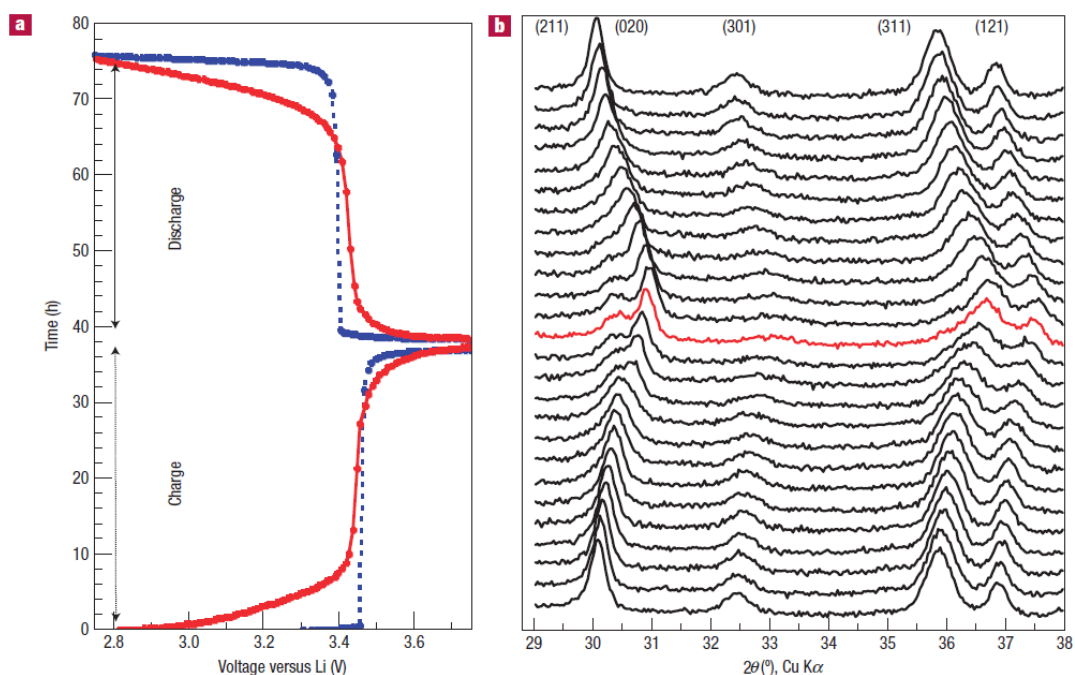 a
80
70
60
50
40
30
20
10
0
Time (h)
Discharge
Charge
2.8 3.0 3.2 3.4 3.6
Voltage versus Li (V)
b
(211) (020) (301) (311) (121)
29 30 31 32 33 34 35 36 37 38
2θ (°), Cu Kα